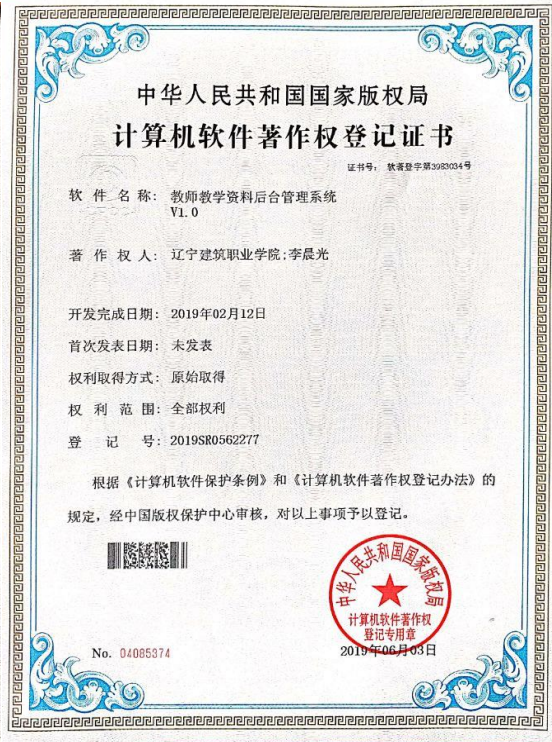 中华人民共和国国家版权局
计算机软件著作权登记证书
证书号： 软著登字第3983034号
软件名称： 教师教学资料后台管理系统
V1.0
著作权人： 辽宁建筑职业学院;李晨光
开发完成日期： 2019年02月12日
首次发表日期： 未发表
权利取得方式： 原始取得
权利范围： 全部权利
登记号： 2019SR0562277
根据《计算机软件保护条例》和《计算机软件著作权登记办法》的
规定，经中国版权保护中心审核，对以上事项予以登记。
中华人民共和国国家版权局
计算机软件著作权
登记专用章
No. 04085374
2019年06月03日